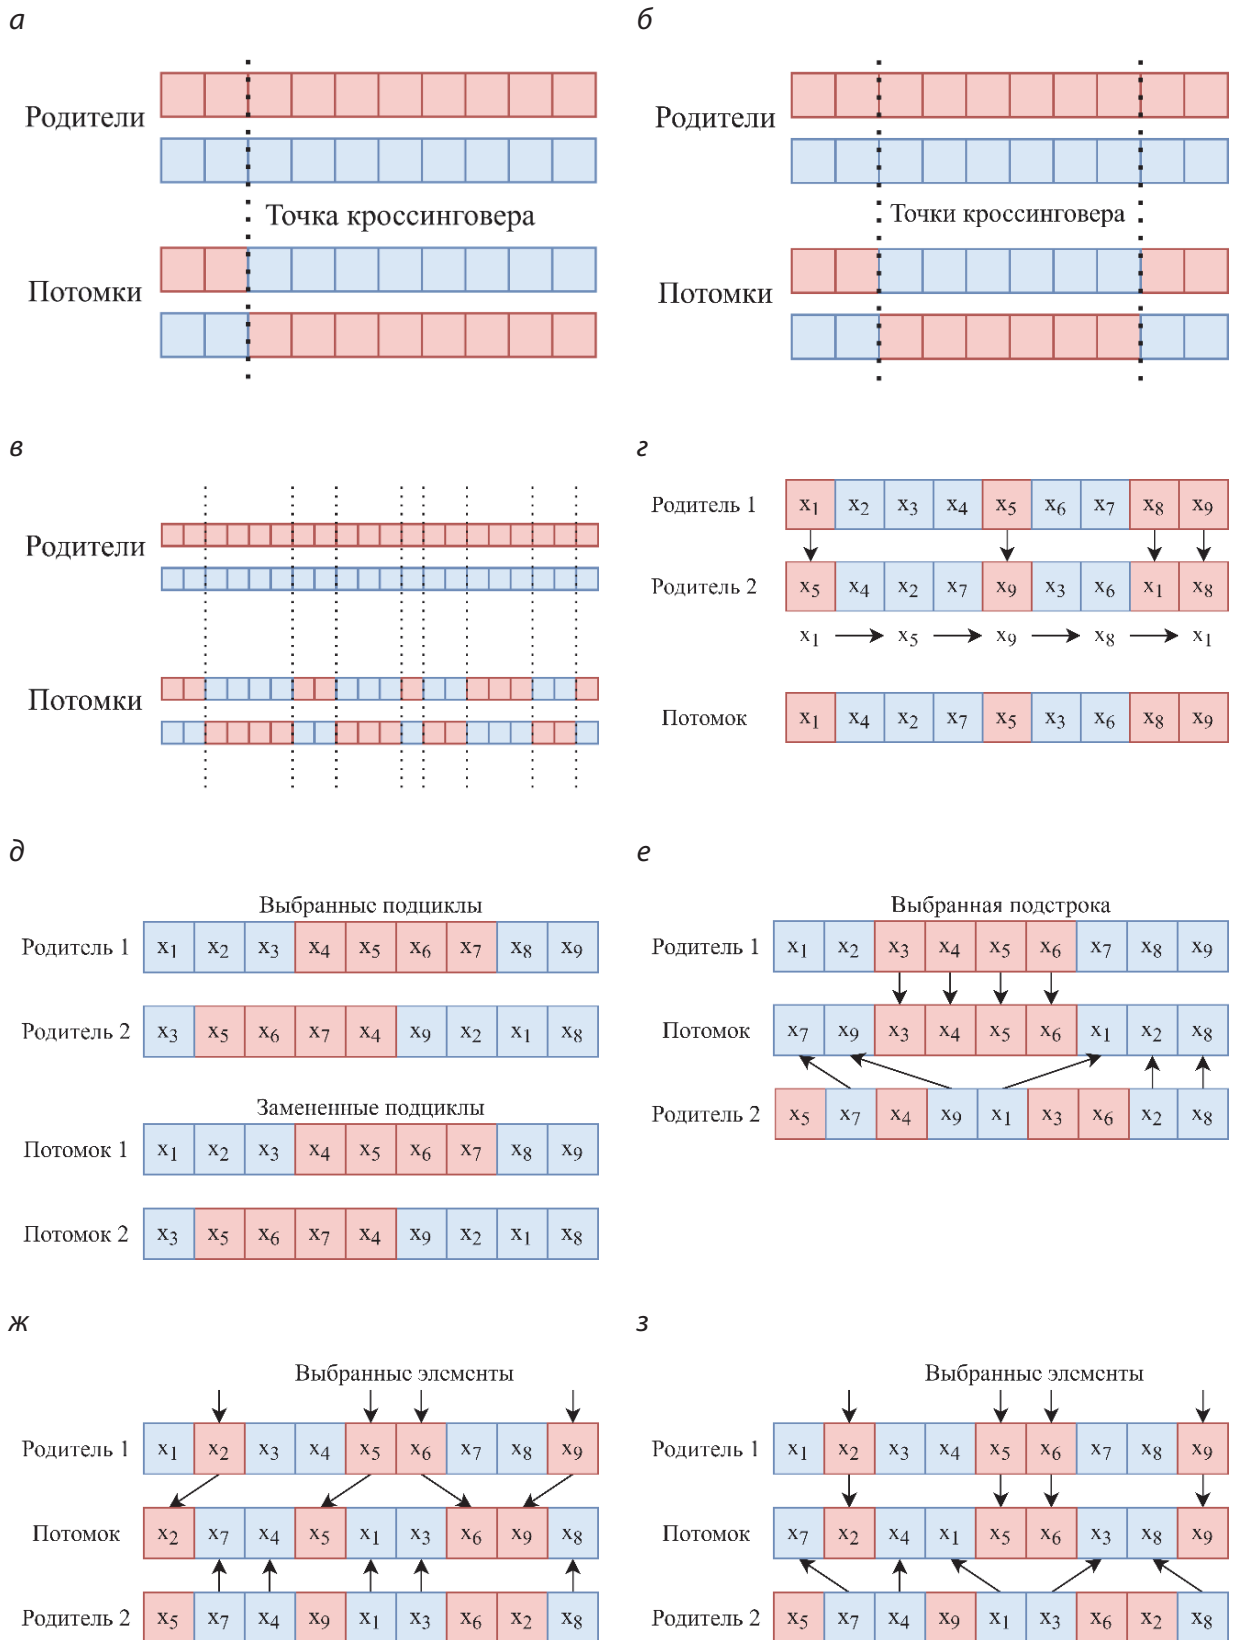 а
Родители
Точка кроссинговера
Потомки
б
Родители
Точки кроссинговера
Потомки
в
Родители
Потомки
г
Родитель 1 x1 x2 x3 x4 x5 x6 x7 x8 x9
Родитель 2 x5 x4 x2 x7 x9 x3 x6 x1 x8
x1 x5 x9 x8 x1
Потомок x1 x4 x2 x7 x5 x3 x6 x8 x9
д
Выбранные подциклы
Родитель 1 x1 x2 x3 x4 x5 x6 x7 x8 x9
Родитель 2 x3 x5 x6 x7 x4 x9 x2 x1 x8
Замененные подциклы
Потомок 1 x1 x2 x3 x4 x5 x6 x7 x8 x9
Потомок 2 x3 x5 x6 x7 x4 x9 x2 x1 x8
е
Выбранная подстрока
Родитель 1 x1 x2 x3 x4 x5 x6 x7 x8 x9
Потомок x7 x9 x3 x4 x5 x6 x1 x2 x8
Родитель 2 x5 x7 x4 x9 x1 x3 x6 x2 x8
ж
Выбранные элементы
Родитель 1 x1 x2 x3 x4 x5 x6 x7 x8 x9
Потомок x2 x7 x4 x5 x1 x3 x6 x9 x8
Родитель 2 x5 x7 x4 x9 x1 x3 x6 x2 x8
з
Выбранные элементы
Родитель 1 x1 x2 x3 x4 x5 x6 x7 x8 x9
Потомок x7 x2 x4 x1 x5 x6 x3 x8 x9
Родитель 2 x5 x7 x4 x9 x1 x3 x6 x2 x8